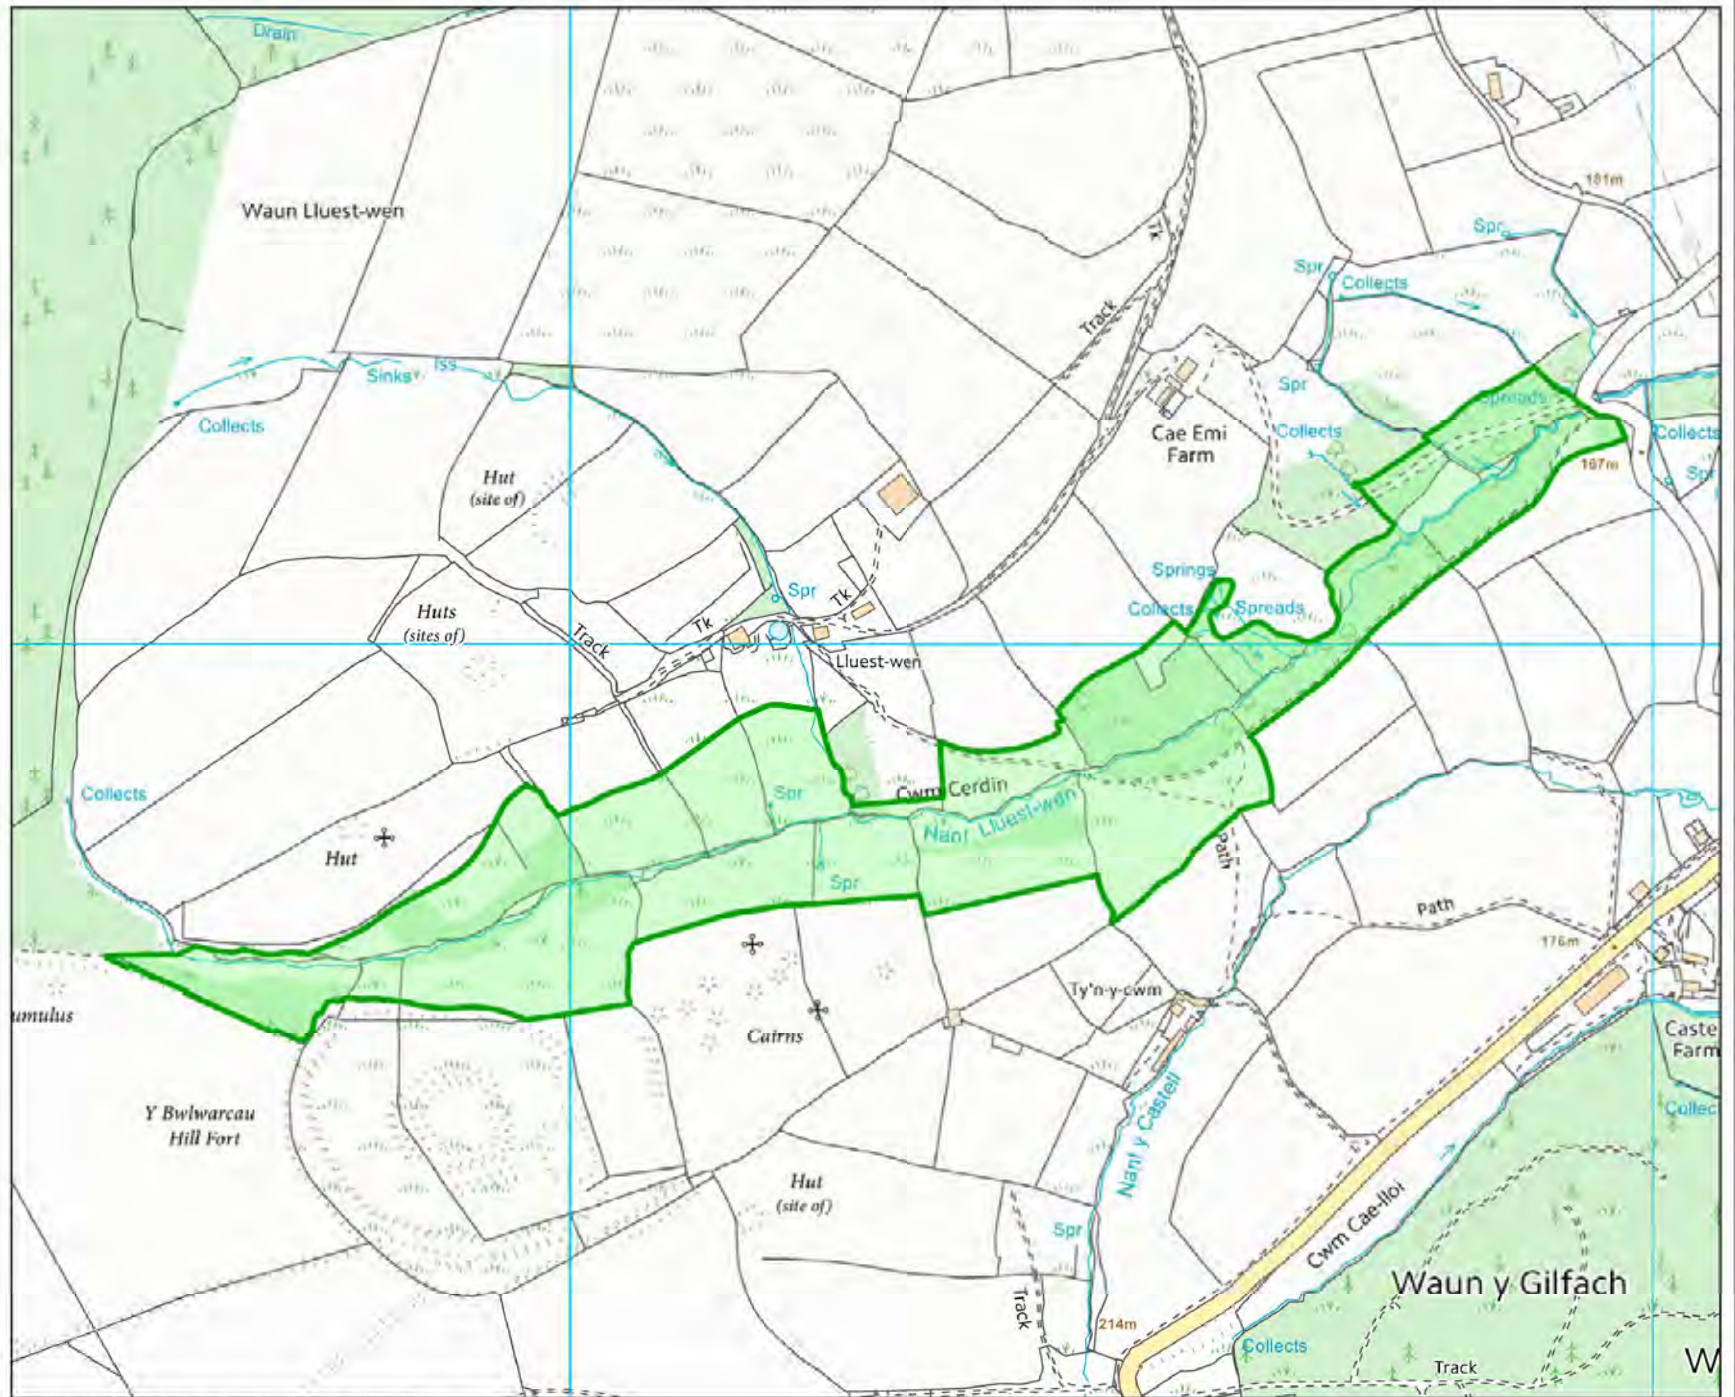 Drain
Waun Lluest-wen
181m
Spr
Tk
Spr
Collects
Track
Iss
Sinks
Spr
Collects
Spreads
Collects
Collects
Cae Emi
Farm
Collects
167m
Spr
Hut
(site of)
Springs
Spr
Tk
Collects
Spreads
Huts
(sites of)
Tk
Track
Lluest-wen
Collects
Spr
Cwm Cerdin
Nant Lluest-wen
Hut
Path
Spr
Path
176m
Ty'n-y-cwm
umulus
Cairns
Caste
Farm
Y Bwlwarcau
Hill Fort
Collec
Nant y Castell
Hut
(site of)
Spr
Cwm Cae-lloi
Waun y Gilfach
Track
214m
Collects
Track
W